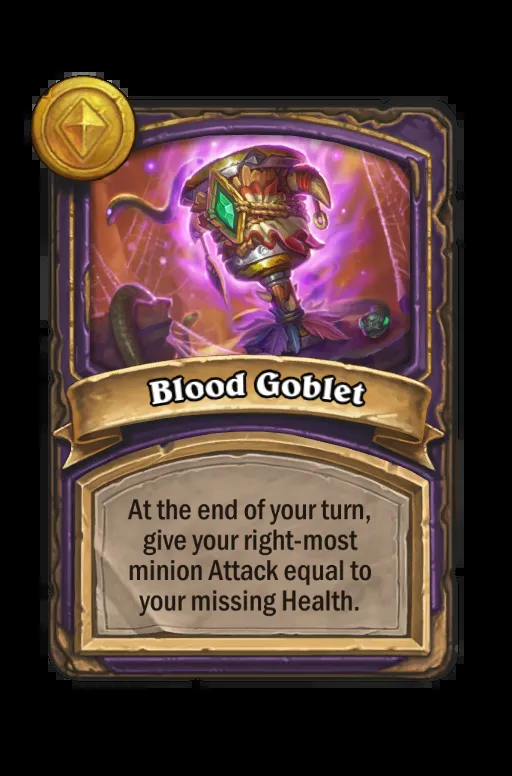 Blood Goblet
At the end of your turn,
give your right-most
minion Attack equal to
your missing Health.